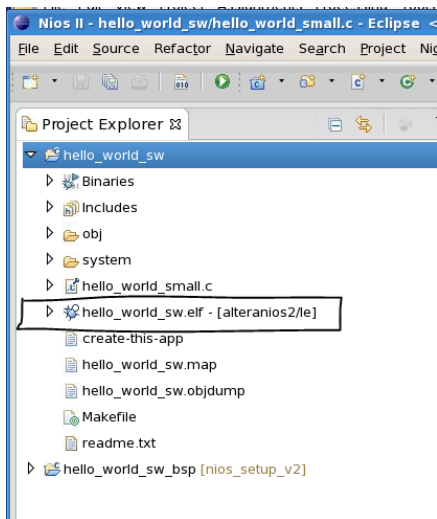 Nios II - hello_world_sw/hello_world_small.c - Eclipse <
File Edit Source Refactor Navigate Search Project Ni
Project Explorer
hello_world_sw
Binaries
Includes
obj
system
hello_world_small.c
hello_world_sw.elf - [alteranios2/le]
create-this-app
hello_world_sw.map
hello_world_sw.objdump
Makefile
readme.txt
hello_world_sw_bsp [nios_setup_v2]